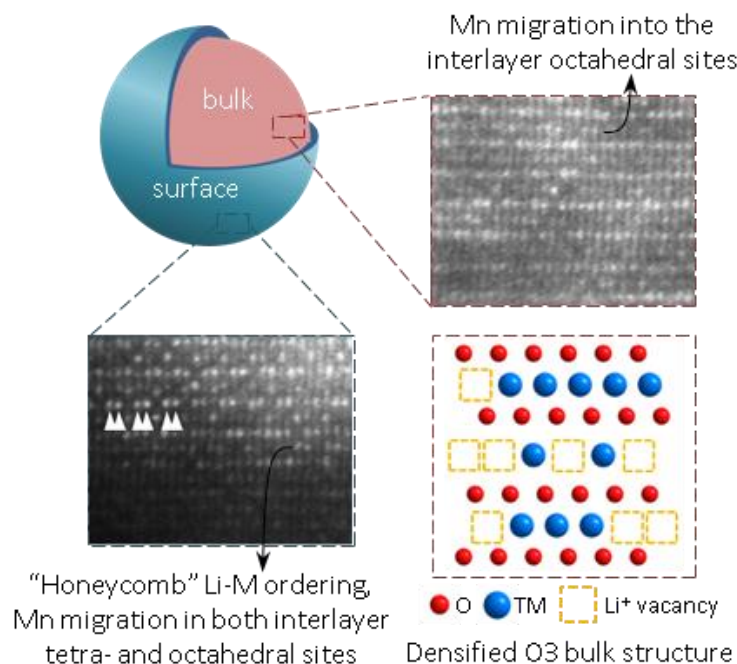 Mn migration into the
interlayer octahedral sites
bulk
surface
"Honeycomb" Li-M ordering,
Mn migration in both interlayer
tetra- and octahedral sites
O TM Li⁺ vacancy
Densified O3 bulk structure